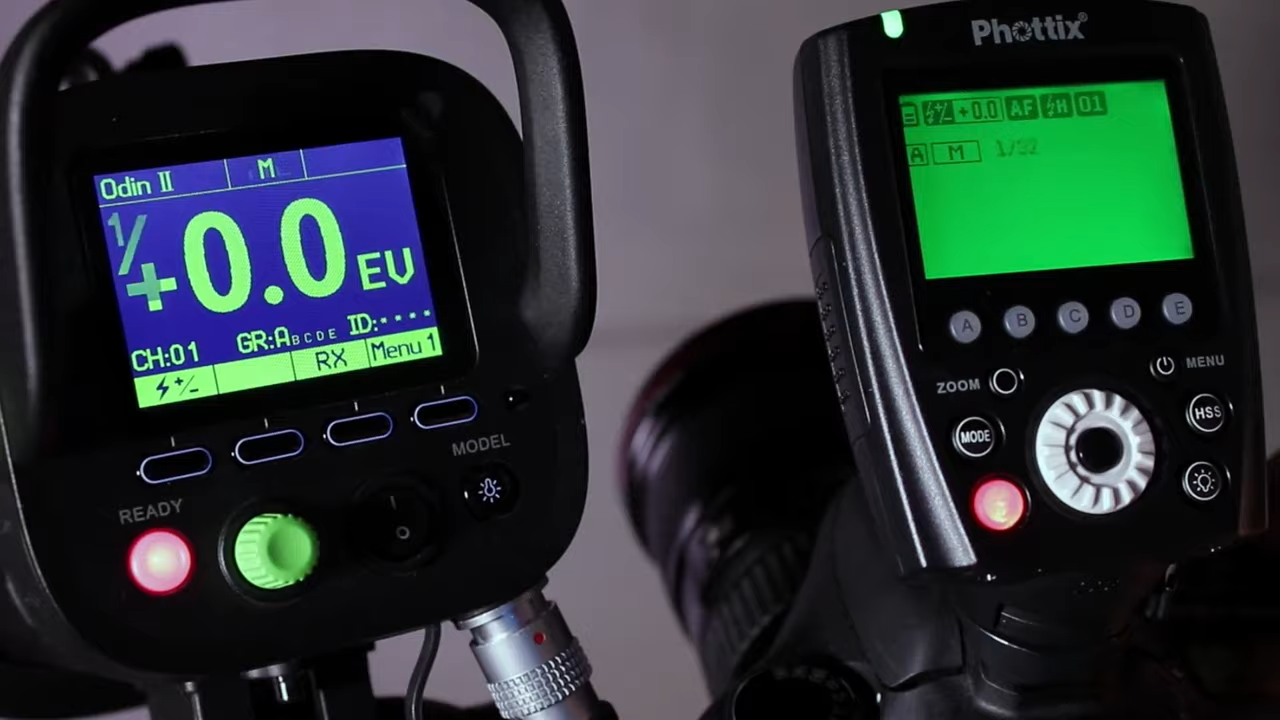 Odin II M
1/
+0.0 EV
CH:01 GR:ABCDE ID:****
+/- RX Menu 1
MODEL
READY
I O
Phottix®
+/- +0.0 AF H 01
A M 1/32
A B C D E
ZOOM MENU
MODE HSS